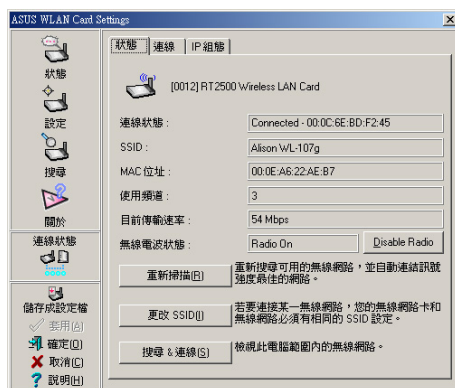 ASUS WLAN Card Settings
狀態
設定
搜尋
關於
連線狀態
儲存成設定檔
套用(A)
確定(O)
取消(C)
說明(H)
狀態 連線 IP 組態
[0012] RT2500 Wireless LAN Card
連線狀態 : Connected - 00:0C:6E:BD:F2:45
SSID : Alison WL-107g
MAC 位址 : 00:0E:A6:22:AE:B7
使用頻道 : 3
目前傳輸速率 : 54 Mbps
無線電波狀態 : Radio On Disable Radio
重新掃描(R) 重新搜尋可用的無線網路，並自動連結訊號
強度最佳的網路。
更改 SSID(I) 若要連接某一無線網路，您的無線網路卡和
無線網路必須有相同的 SSID 設定。
搜尋 & 連線(S) 檢視此電腦範圍內的無線網路。